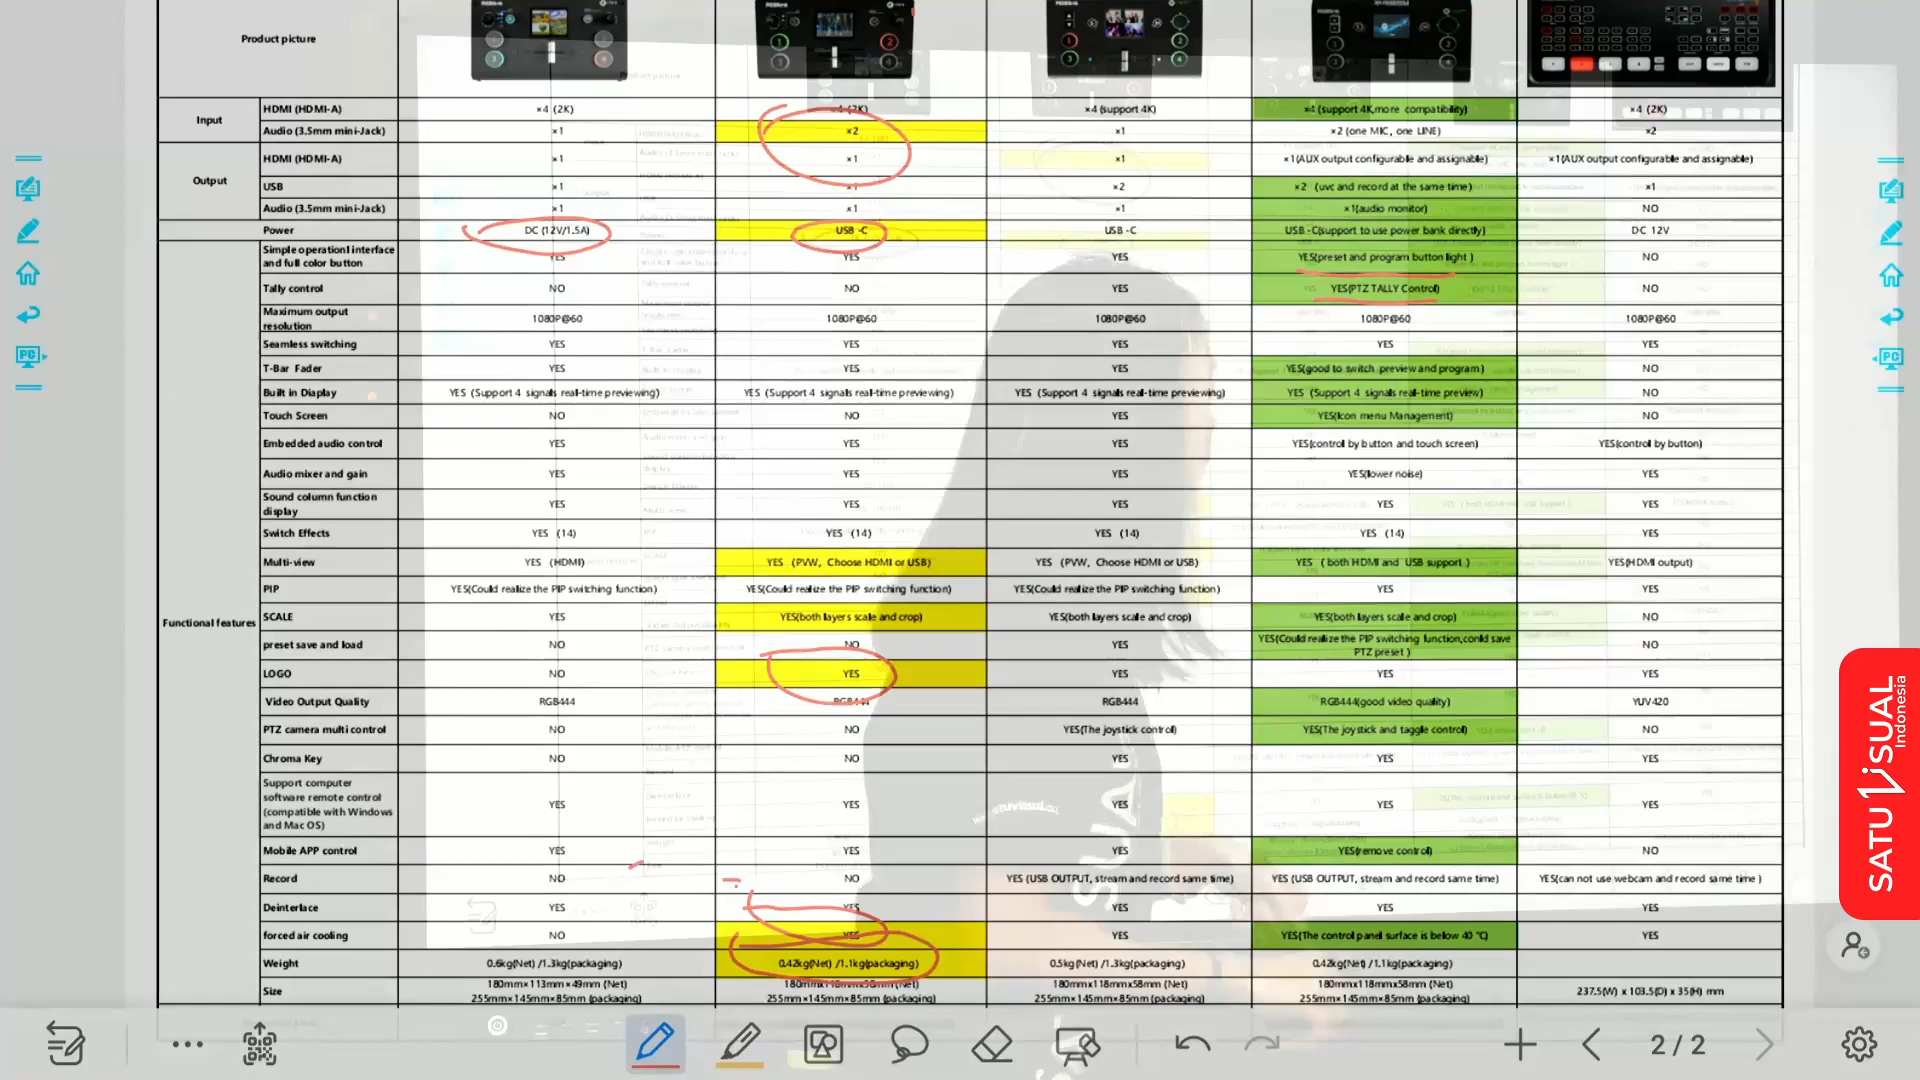 Product picture
Input
HDMI (HDMI-A) ×4 (2K) ×4 (2K) ×4 (support 4K) ×4 (support 4K,more compatibility) ×4 (2K)
Audio (3.5mm mini-Jack) ×1 ×2 ×1 ×2 (one MIC, one LINE) ×2
Output
HDMI (HDMI-A) ×1 ×1 ×1 ×1(AUX output configurable and assignable) ×1(AUX output configurable and assignable)
USB ×1 ×1 ×2 ×2 (uvc and record at the same time) ×1
Audio (3.5mm mini-Jack) ×1 ×1 ×1 ×1(audio monitor) NO
Power DC (12V/1.5A) USB -C USB -C USB -C(support to use power bank directly) DC 12V
Functional features
Simple operationl interface and full color button YES YES YES YES(preset and program button light ) NO
Tally control NO NO YES YES(PTZ TALLY Control) NO
Maximum output resolution 1080P@60 1080P@60 1080P@60 1080P@60 1080P@60
Seamless switching YES YES YES YES YES
T-Bar Fader YES YES YES YES(good to switch preview and program) NO
Built in Display YES (Support 4 signals real-time previewing) YES (Support 4 signals real-time previewing) YES (Support 4 signals real-time previewing) YES (Support 4 signals real-time preview) NO
Touch Screen NO NO YES YES(Icon menu Management) NO
Embedded audio control YES YES YES YES(control by button and touch screen) YES(control by button)
Audio mixer and gain YES YES YES YES(lower noise) YES
Sound column function display YES YES YES YES YES
Switch Effects YES (14) YES (14) YES (14) YES (14) YES
Multi-view YES (HDMI) YES (PVW, Choose HDMI or USB) YES (PVW, Choose HDMI or USB) YES ( both HDMI and USB support ) YES(HDMI output)
PIP YES(Could realize the PIP switching function) YES(Could realize the PIP switching function) YES(Could realize the PIP switching function) YES YES
SCALE YES YES(both layers scale and crop) YES(both layers scale and crop) YES(both layers scale and crop) NO
preset save and load NO NO YES YES(Could realize the PIP switching function,conld save PTZ preset ) NO
LOGO NO YES YES YES YES
Video Output Quality RGB444 RGB444 RGB444 RGB444(good video quality) YUV420
PTZ camera multi control NO NO YES(The joystick control) YES(The joystick and taggle control) NO
Chroma Key NO NO YES YES YES
Support computer software remote control (compatible with Windows and Mac OS) YES YES YES YES YES
Mobile APP control YES YES YES YES(remove control) NO
Record NO NO YES (USB OUTPUT, stream and record same time) YES (USB OUTPUT, stream and record same time) YES(can not use webcam and record same time )
Deinterlace YES YES YES YES YES
forced air cooling NO YES YES YES(The control panel surface is below 40 °C) YES
Weight 0.6kg(Net) /1.3kg(packaging) 0.42kg(Net) /1.1kg(packaging) 0.5kg(Net) /1.3kg(packaging) 0.42kg(Net) /1.1kg(packaging)
Size 180mm×113mm×49mm (Net) 255mm×145mm×85mm (packaging) 180mm×118mm×58mm (Net) 255mm×145mm×85mm (packaging) 180mm×118mm×58mm (Net) 255mm×145mm×85mm (packaging) 180mm×118mm×58mm (Net) 255mm×145mm×85mm (packaging) 237.5(W) x 103.5(D) x 35(H) mm
SATU ViSUAL
Indonesia
PC
PC
2 / 2